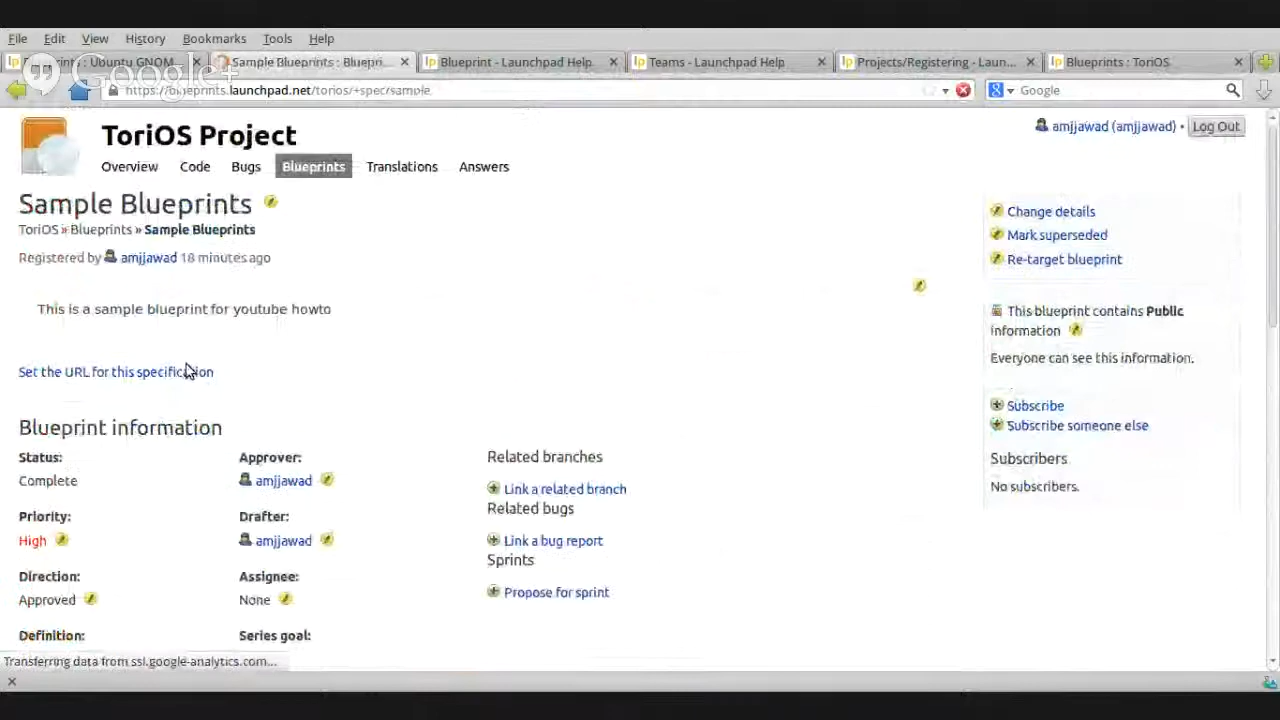 File Edit View History Bookmarks Tools Help
Ubuntu GNOM... Sample Blueprints : Bluepri... Blueprint - Launchpad Help Teams - Launchpad Help Projects/Registering - Laun... Blueprints : ToriOS
Google+
https://blueprints.launchpad.net/torios/+spec/sample Google
ToriOS Project amjjawad (amjjawad) • Log Out
Overview Code Bugs Blueprints Translations Answers
Sample Blueprints
ToriOS » Blueprints » Sample Blueprints
Registered by amjjawad 18 minutes ago
This is a sample blueprint for youtube howto
Set the URL for this specification
Blueprint information
Status:
Complete
Priority:
High
Direction:
Approved
Definition:
Approver:
amjjawad
Drafter:
amjjawad
Assignee:
None
Series goal:
Related branches
Link a related branch
Related bugs
Link a bug report
Sprints
Propose for sprint
Change details
Mark superseded
Re-target blueprint
This blueprint contains Public
information
Everyone can see this information.
Subscribe
Subscribe someone else
Subscribers
No subscribers.
Transferring data from ssl.google-analytics.com...